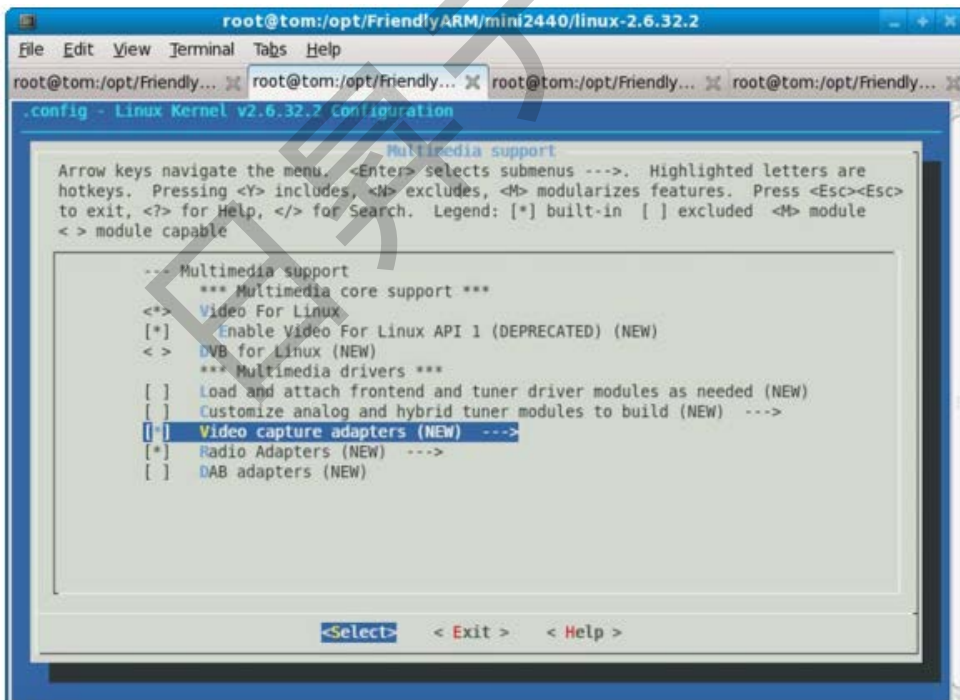 root@tom:/opt/FriendlyARM/mini2440/linux-2.6.32.2
File Edit View Terminal Tabs Help
root@tom:/opt/Friendly... root@tom:/opt/Friendly... root@tom:/opt/Friendly... root@tom:/opt/Friendly...
.config - Linux Kernel v2.6.32.2 Configuration
Multimedia support
Arrow keys navigate the menu. <Enter> selects submenus --->. Highlighted letters are
hotkeys. Pressing <Y> includes, <N> excludes, <M> modularizes features. Press <Esc><Esc>
to exit, <?> for Help, </> for Search. Legend: [*] built-in [ ] excluded <M> module
< > module capable
--- Multimedia support
*** Multimedia core support ***
<*> Video For Linux
[*] Enable Video For Linux API 1 (DEPRECATED) (NEW)
< > DVB for Linux (NEW)
*** Multimedia drivers ***
[ ] Load and attach frontend and tuner driver modules as needed (NEW)
[ ] Customize analog and hybrid tuner modules to build (NEW) --->
[*] Video capture adapters (NEW) --->
[*] Radio Adapters (NEW) --->
[ ] DAB adapters (NEW)
<Select> < Exit > < Help >